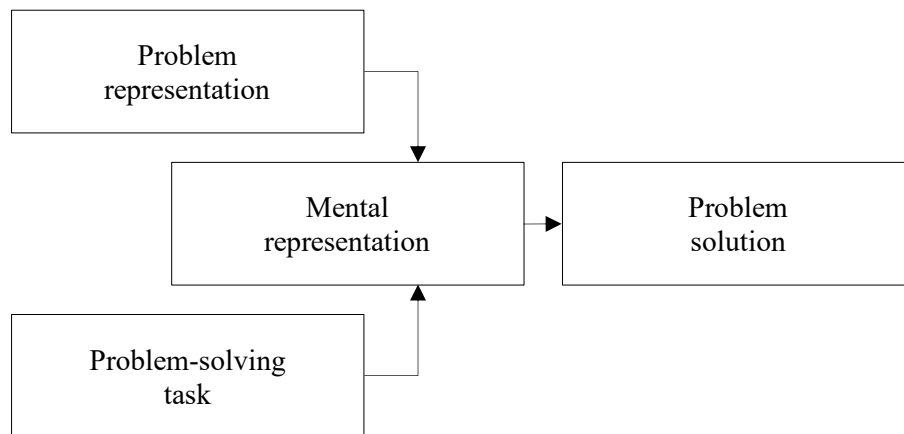 Problem
representation
Mental
representation
Problem
solution
Problem-solving
task